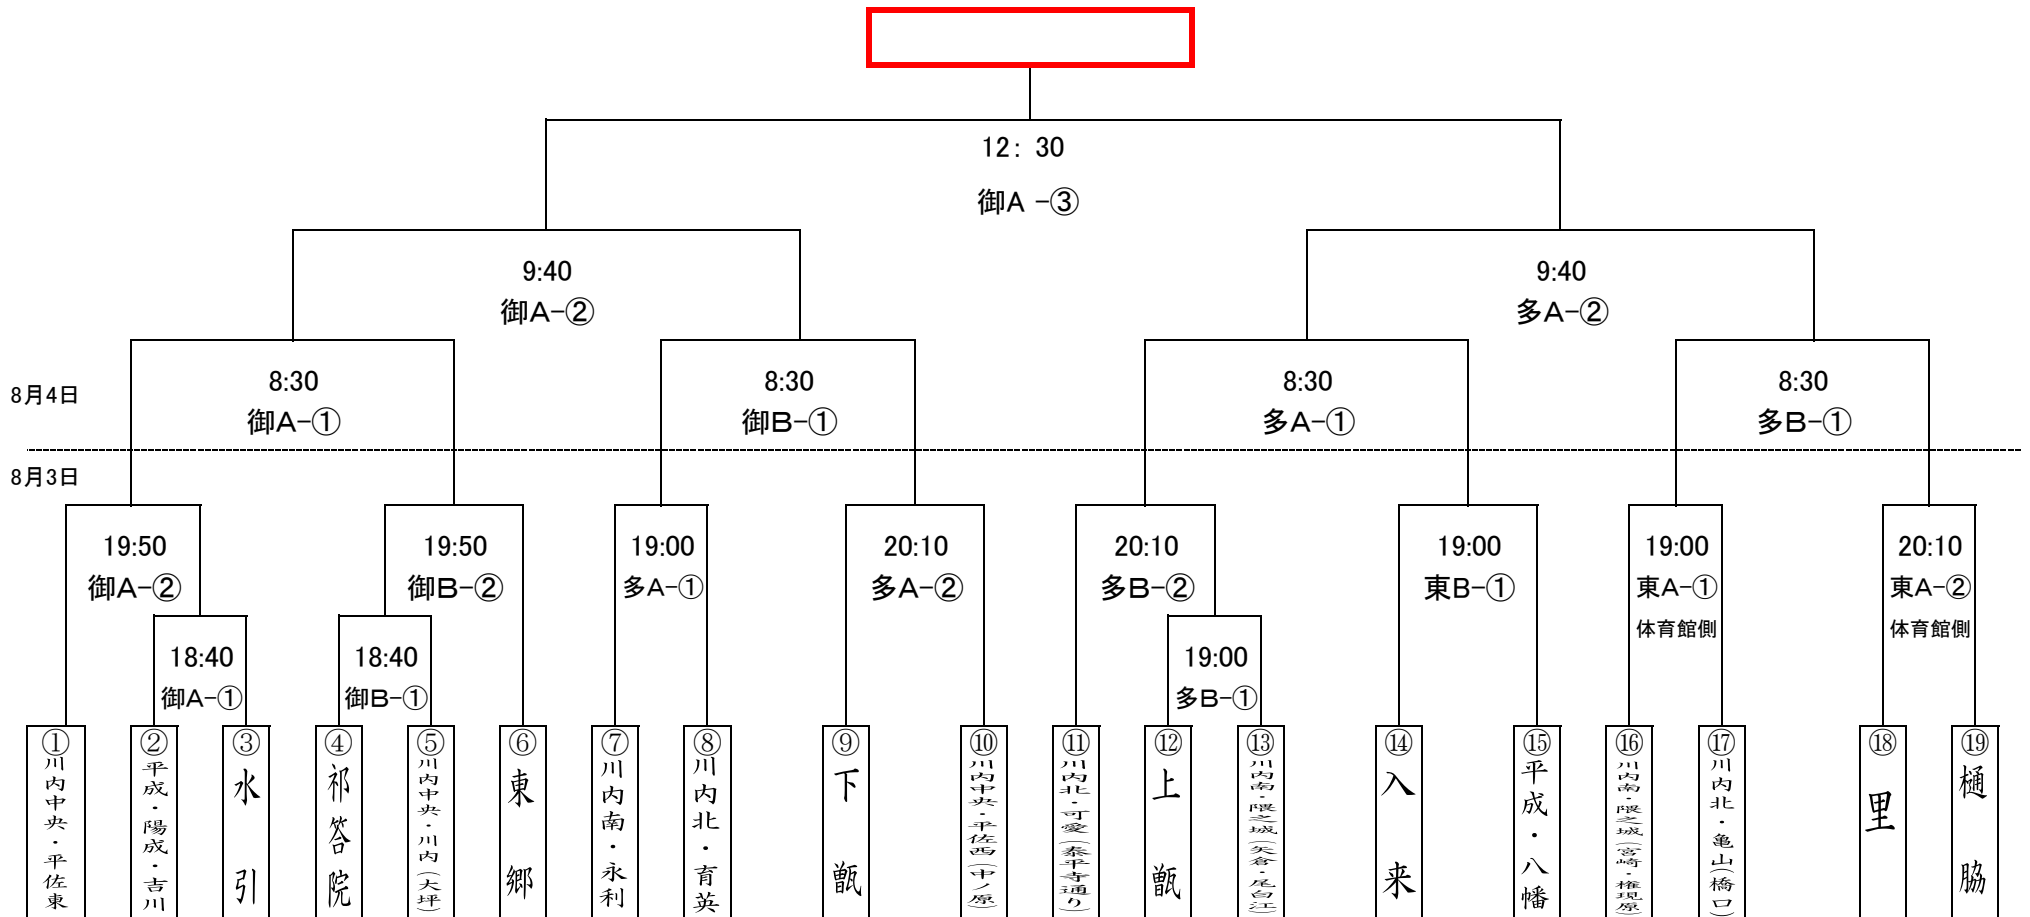 12: 30
御A -③
9:40
御A-②
9:40
多A-②
8月4日
8:30
御A-①
8:30
御B-①
8:30
多A-①
8:30
多B-①
8月3日
19:50
御A-②
19:50
御B-②
19:00
多A-①
20:10
多A-②
20:10
多B-②
19:00
東B-①
19:00
東A-①
体育館側
20:10
東A-②
体育館側
18:40
御A-①
18:40
御B-①
19:00
多B-①
①川内中央・平佐東
②平成・陽成・吉川
③水引
④祁答院
⑤川内中央・川内(大坪)
⑥東郷
⑦川内南・永利
⑧川内北・育英
⑨下甑
⑩川内中央・平佐西(中ノ原)
⑪川内北・可愛(泰平寺通り)
⑫上甑
⑬川内南・隈之城(矢倉・尾白江)
⑭入来
⑮平成・八幡
⑯川内南・隈之城(宮崎・権現原)
⑰川内北・亀山(橋口)
⑱里
⑲樋脇